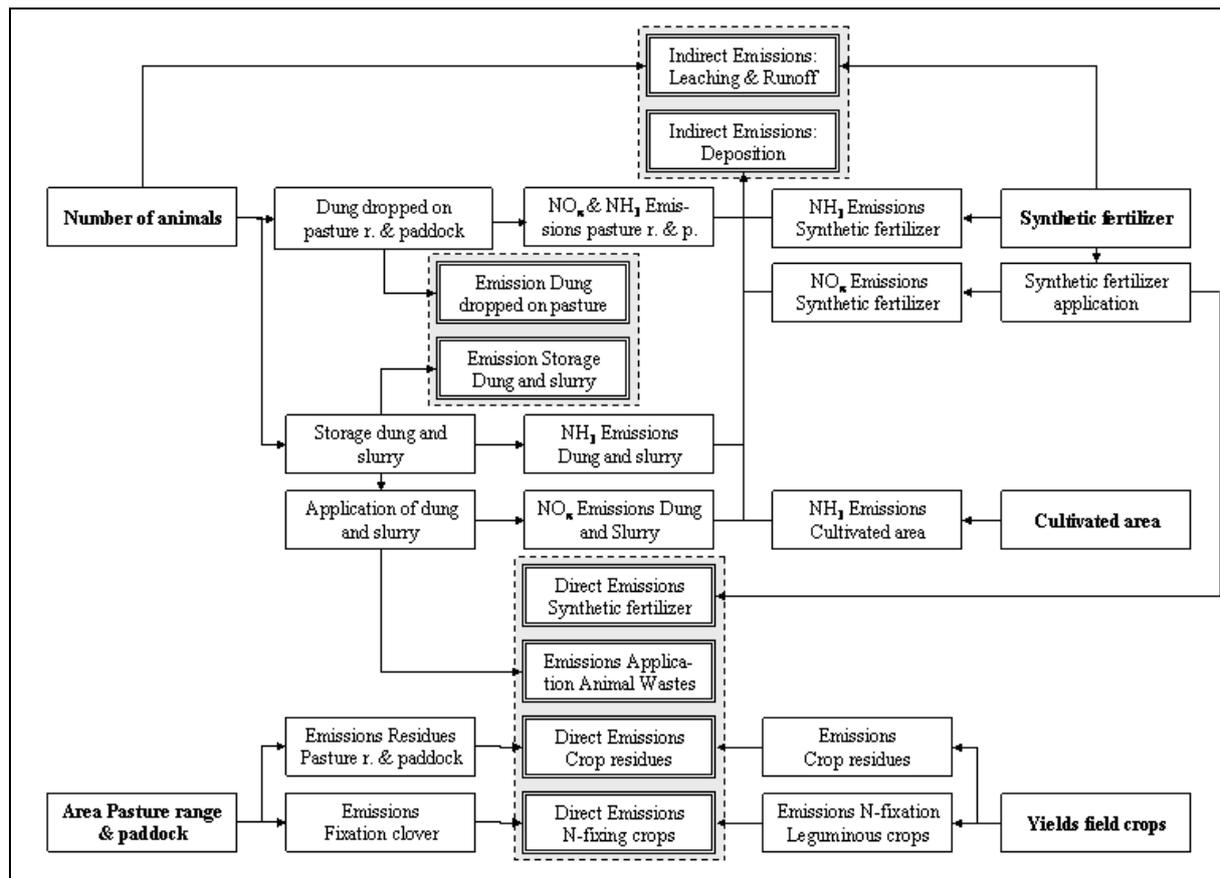 Indirect Emissions:
Leaching & Runoff
Indirect Emissions:
Deposition
Number of animals
Dung dropped on
pasture r. & paddock
NOₓ & NH₃ Emis-
sions pasture r. & p.
NH₃ Emissions
Synthetic fertilizer
Synthetic fertilizer
Emission Dung
dropped on pasture
NOₓ Emissions
Synthetic fertilizer
Synthetic fertilizer
application
Emission Storage
Dung and slurry
Storage dung and
slurry
NH₃ Emissions
Dung and slurry
Application of dung
and slurry
NOₓ Emissions Dung
and Slurry
NH₃ Emissions
Cultivated area
Cultivated area
Direct Emissions
Synthetic fertilizer
Emissions Applica-
tion Animal Wastes
Emissions Residues
Pasture r. & paddock
Direct Emissions
Crop residues
Emissions
Crop residues
Area Pasture range
& paddock
Emissions
Fixation clover
Direct Emissions
N-fixing crops
Emissions N-fixation
Leguminous crops
Yields field crops